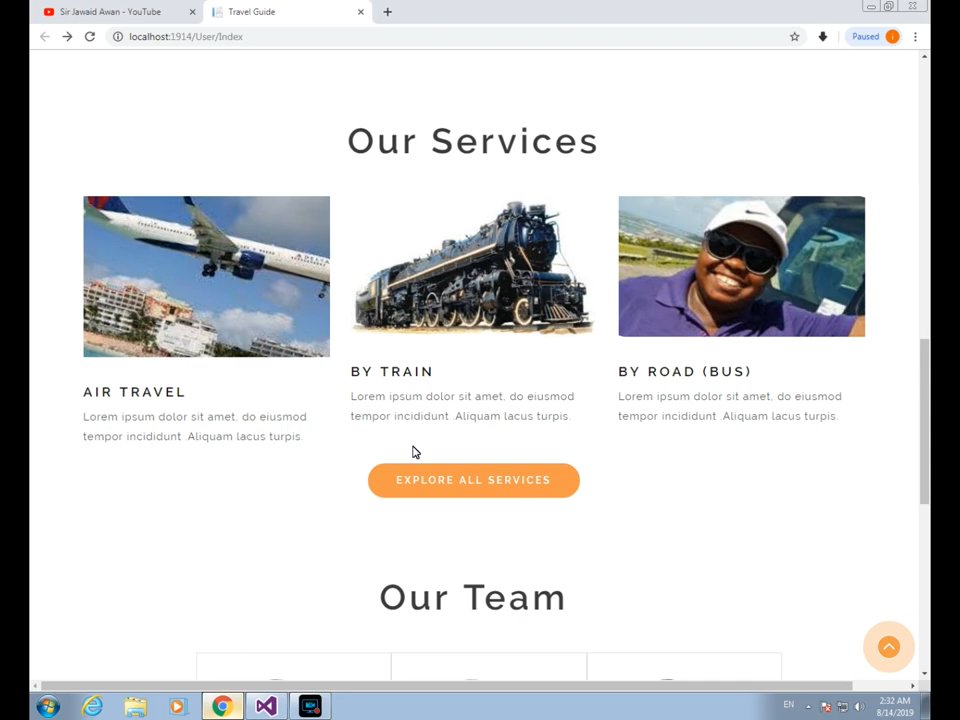 Sir Jawaid Awan - YouTube
Travel Guide
localhost:1914/User/Index
Paused
i
Our Services
AIR TRAVEL
Lorem ipsum dolor sit amet, do eiusmod
tempor incididunt .Aliquam lacus turpis.
BY TRAIN
Lorem ipsum dolor sit amet, do eiusmod
tempor incididunt .Aliquam lacus turpis.
BY ROAD (BUS)
Lorem ipsum dolor sit amet, do eiusmod
tempor incididunt .Aliquam lacus turpis.
EXPLORE ALL SERVICES
Our Team
EN
2:32 AM
8/14/2019